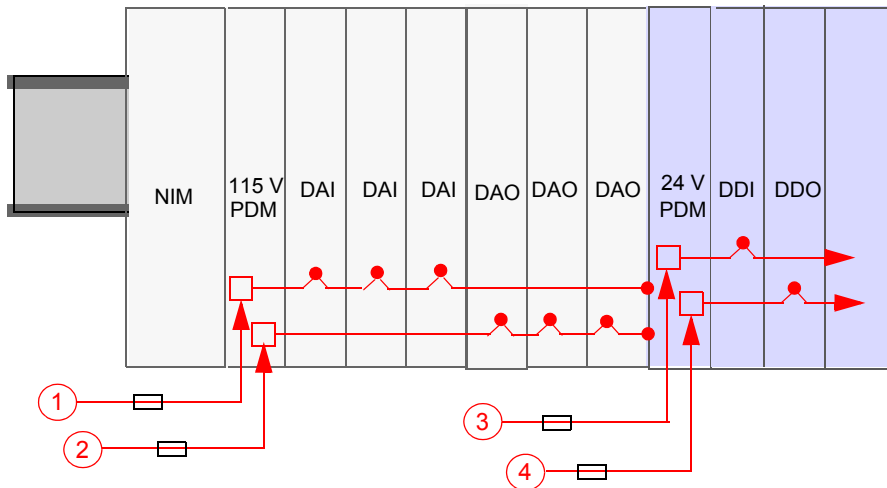 NIM
115 V
PDM
DAI
DAI
DAI
DAO
DAO
DAO
24 V
PDM
DDI
DDO
1
2
3
4